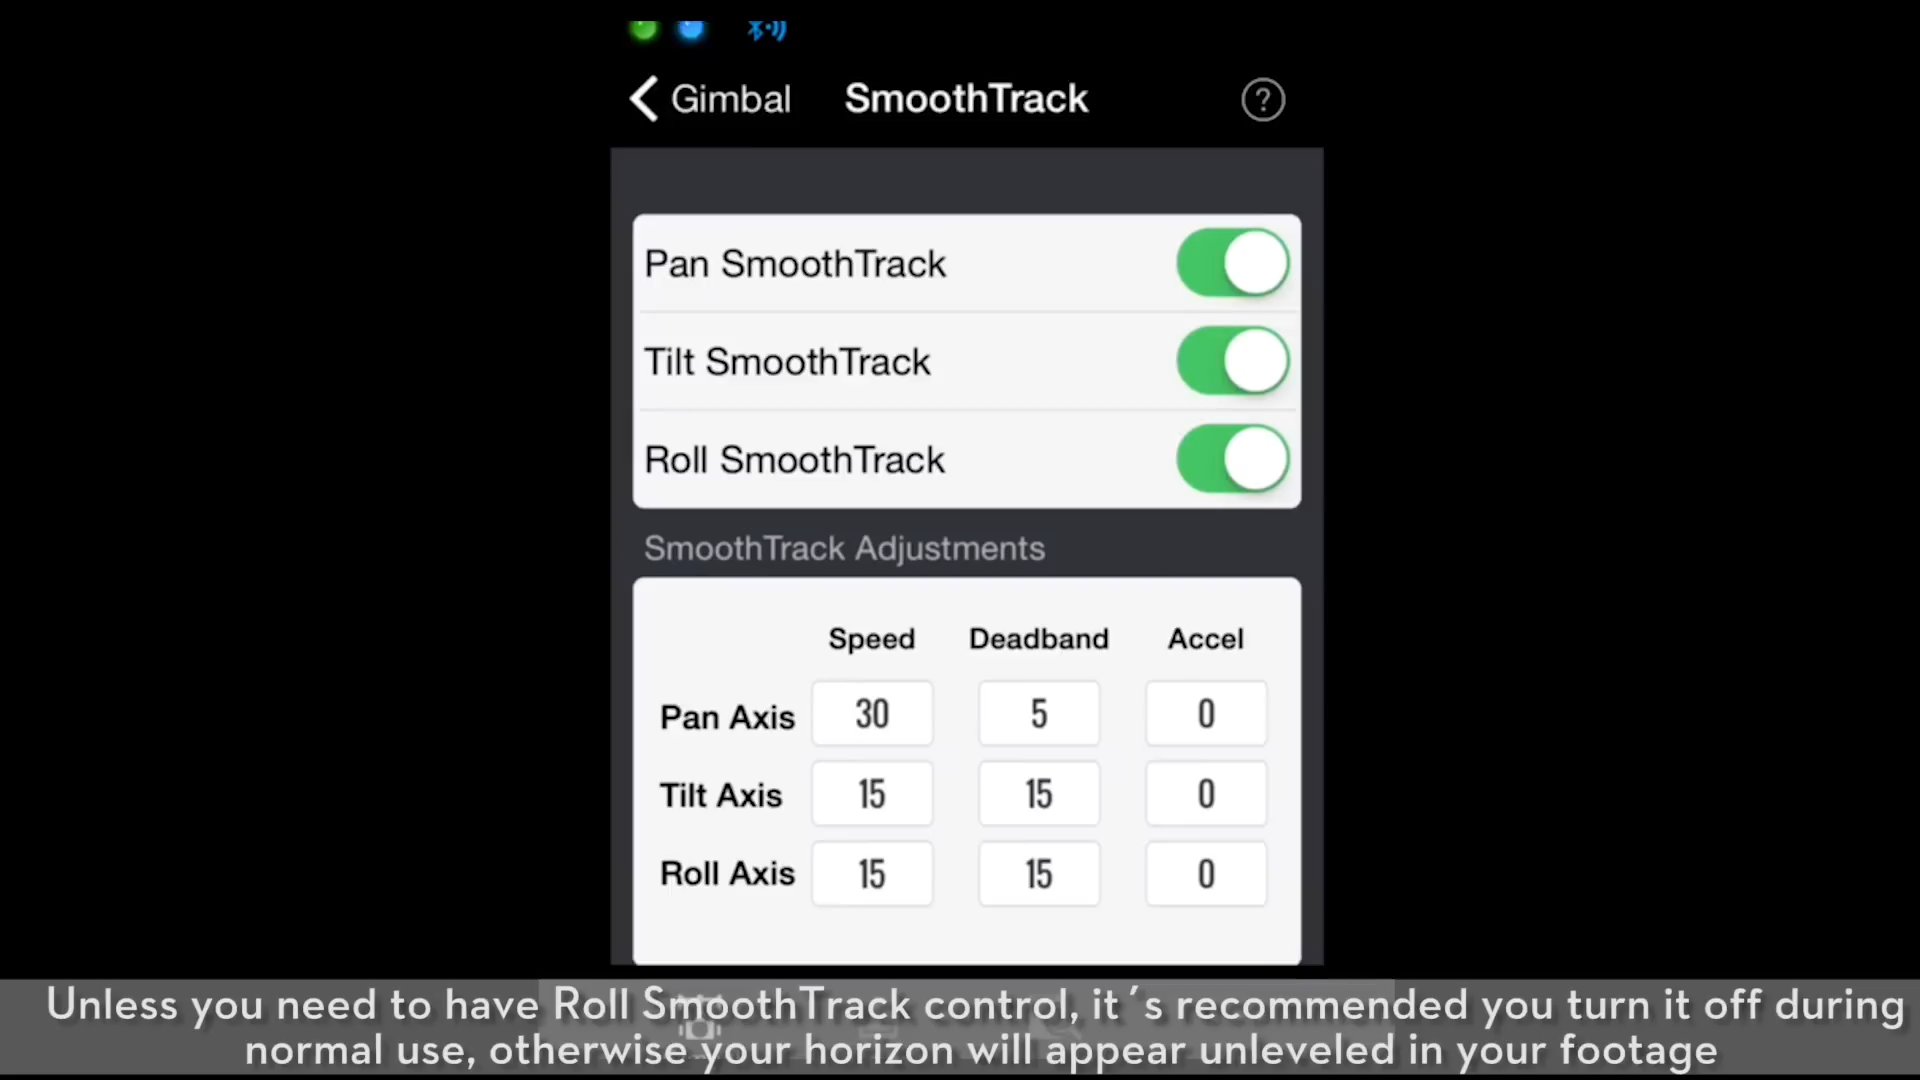 Gimbal SmoothTrack ?
Pan SmoothTrack
Tilt SmoothTrack
Roll SmoothTrack
SmoothTrack Adjustments
Speed Deadband Accel
Pan Axis 30 5 0
Tilt Axis 15 15 0
Roll Axis 15 15 0
Unless you need to have Roll SmoothTrack control, it´s recommended you turn it off during
normal use, otherwise your horizon will appear unleveled in your footage